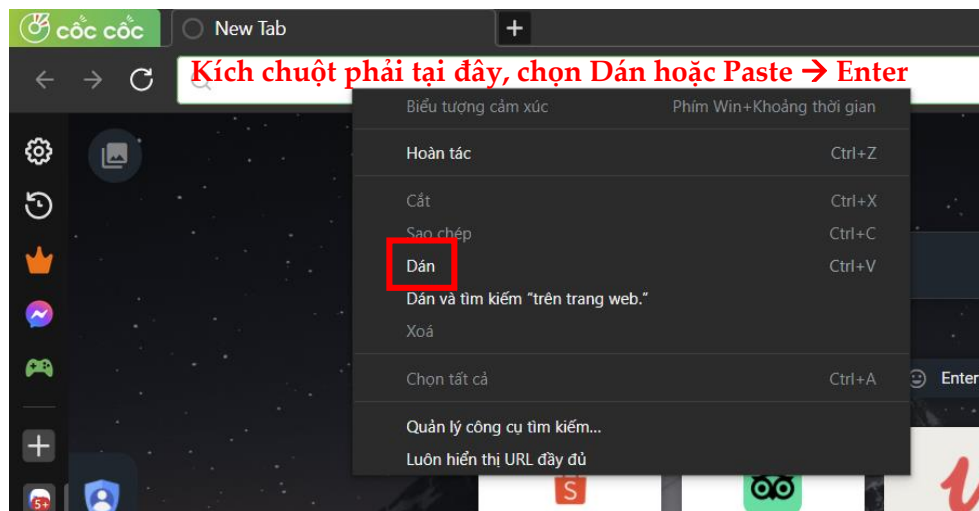 cốc cốc
New Tab
Kích chuột phải tại đây, chọn Dán hoặc Paste → Enter
Biểu tượng cảm xúc Phím Win+Khoảng thời gian
Hoàn tác Ctrl+Z
Cắt Ctrl+X
Sao chép Ctrl+C
Dán Ctrl+V
Dán và tìm kiếm “trên trang web.”
Xoá
Chọn tất cả Ctrl+A
Enter
Quản lý công cụ tìm kiếm...
Luôn hiển thị URL đầy đủ
5+
S